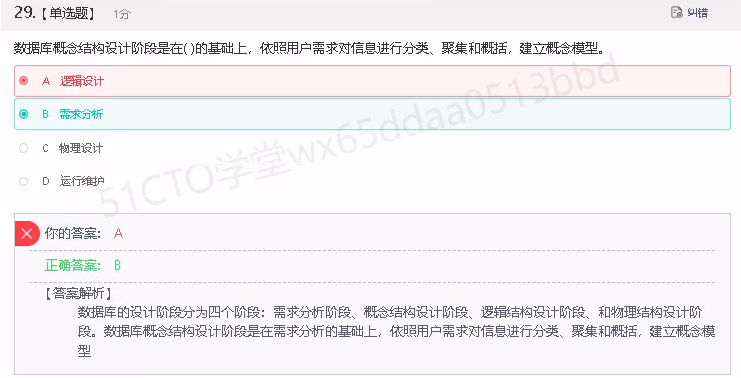 29.【单选题】 1分 纠错
数据库概念结构设计阶段是在( )的基础上，依照用户需求对信息进行分类、聚集和概括，建立概念模型。
A 逻辑设计
B 需求分析
C 物理设计
D 运行维护
51CTO学堂wx65ddaa0513bbd
你的答案： A
正确答案： B
【答案解析】
数据库的设计阶段分为四个阶段：需求分析阶段、概念结构设计阶段、逻辑结构设计阶段、和物理结构设计阶
段。数据库概念结构设计阶段是在需求分析的基础上，依照用户需求对信息进行分类、聚集和概括，建立概念模
型